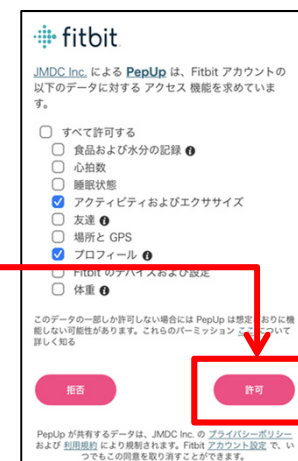 fitbit
JMDC Inc. による PepUp は、Fitbit アカウントの
以下のデータに対する アクセス 機能を求めていま
す。
すべて許可する
食品および水分の記録
心拍数
睡眠状態
アクティビティおよびエクササイズ
友達
場所と GPS
プロフィール
Fitbit のデバイスおよび設定
体重
このデータの一部しか許可しない場合には PepUp は想定おりに機
能しない可能性があります。これらのパーミッション ここについて
詳しく知る
拒否
許可
PepUp が共有するデータは、JMDC Inc. の プライバシーポリシー
および 利用規約 により規制されます。Fitbit アカウント設定 で、い
つでもこの同意を取り消すことができます。